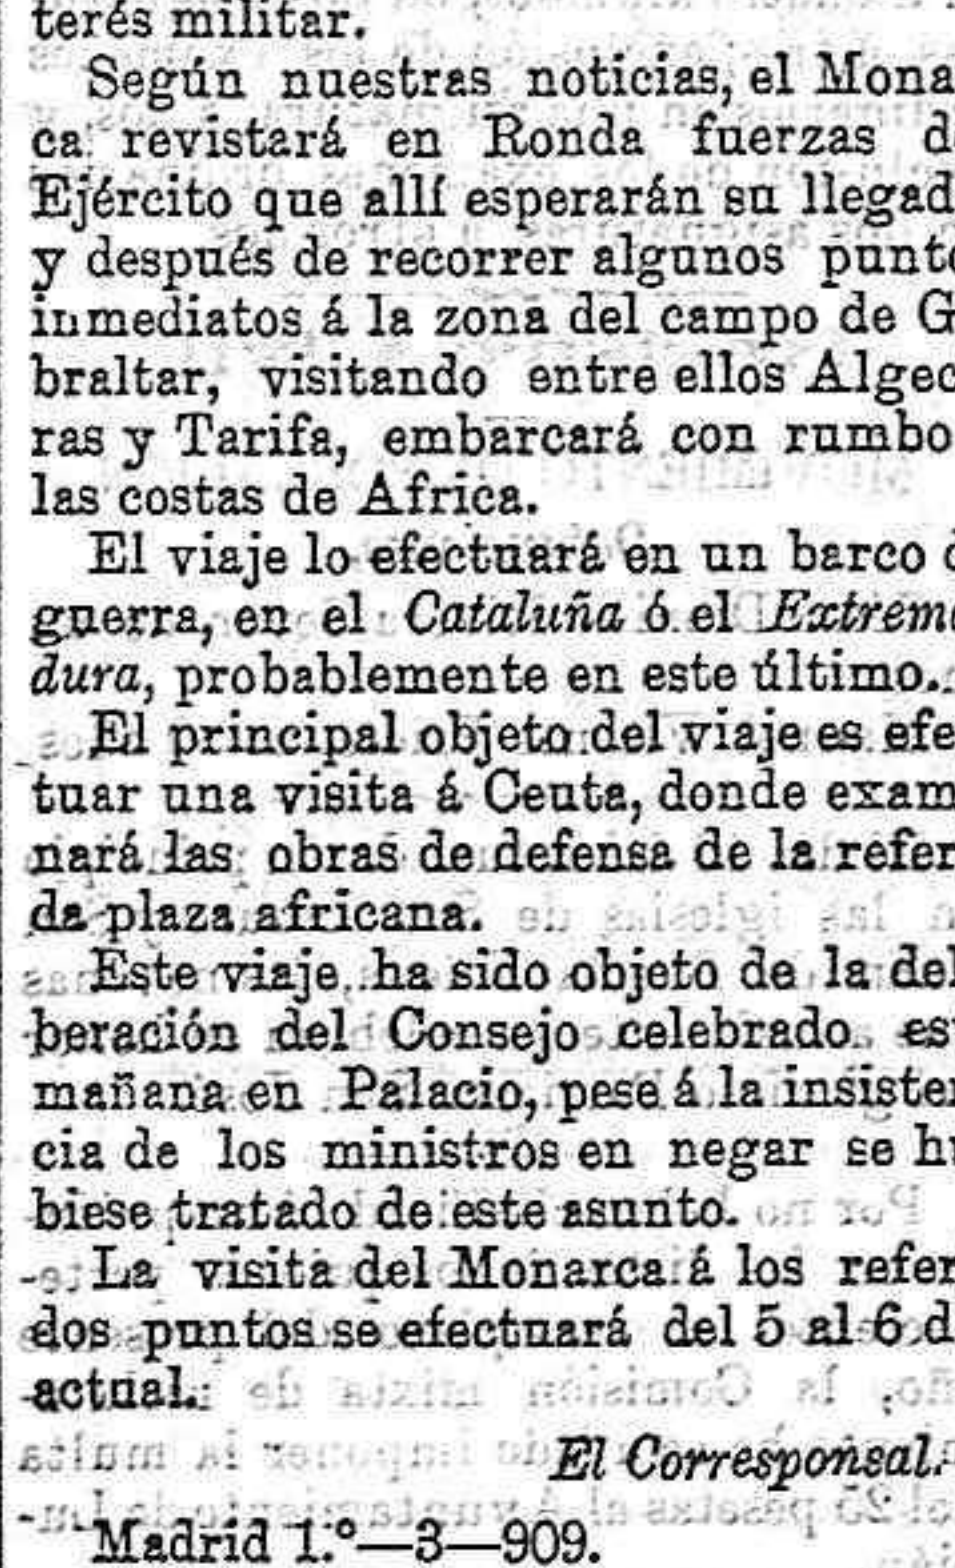 terés militar.
Según nuestras noticias, el Mona
ca revistará en Ronda fuerzas d
Ejército que allí esperarán su llegad
y después de recorrer algunos punto
inmediatos á la zona del campo de G
braltar, visitando entre ellos Algec
ras y Tarifa, embarcará con rumbo
las costas de Africa.
El viaje lo efectuará en un barco d
guerra, en el Cataluña ó el Extrem
dura, probablemente en este último.
El principal objeto del viaje es efe
tuar una visita á Ceuta, donde exam
nará las obras de defensa de la refer
da plaza africana.
Este viaje ha sido objeto de la del
beración del Consejo celebrado es
mañana en Palacio, pese á la insisten
cia de los ministros en negar se hu
biese tratado de este asunto.
La visita del Monarca á los refer
dos puntos se efectuará del 5 al 6 d
actual.
El Corresponsal.
Madrid 1.º—3—909.